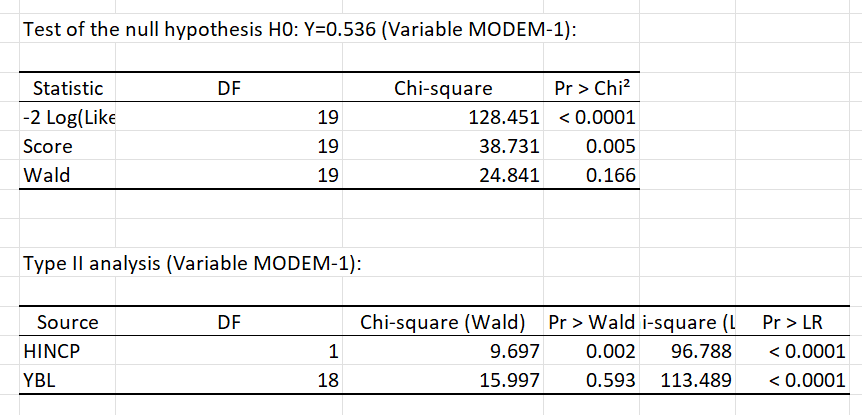 Test of the null hypothesis H0: Y=0.536 (Variable MODEM-1):
Statistic DF Chi-square Pr > Chi²
-2 Log(Like 19 128.451 < 0.0001
Score 19 38.731 0.005
Wald 19 24.841 0.166
Type II analysis (Variable MODEM-1):
Source DF Chi-square (Wald) Pr > Wald i-square (L Pr > LR
HINCP 1 9.697 0.002 96.788 < 0.0001
YBL 18 15.997 0.593 113.489 < 0.0001